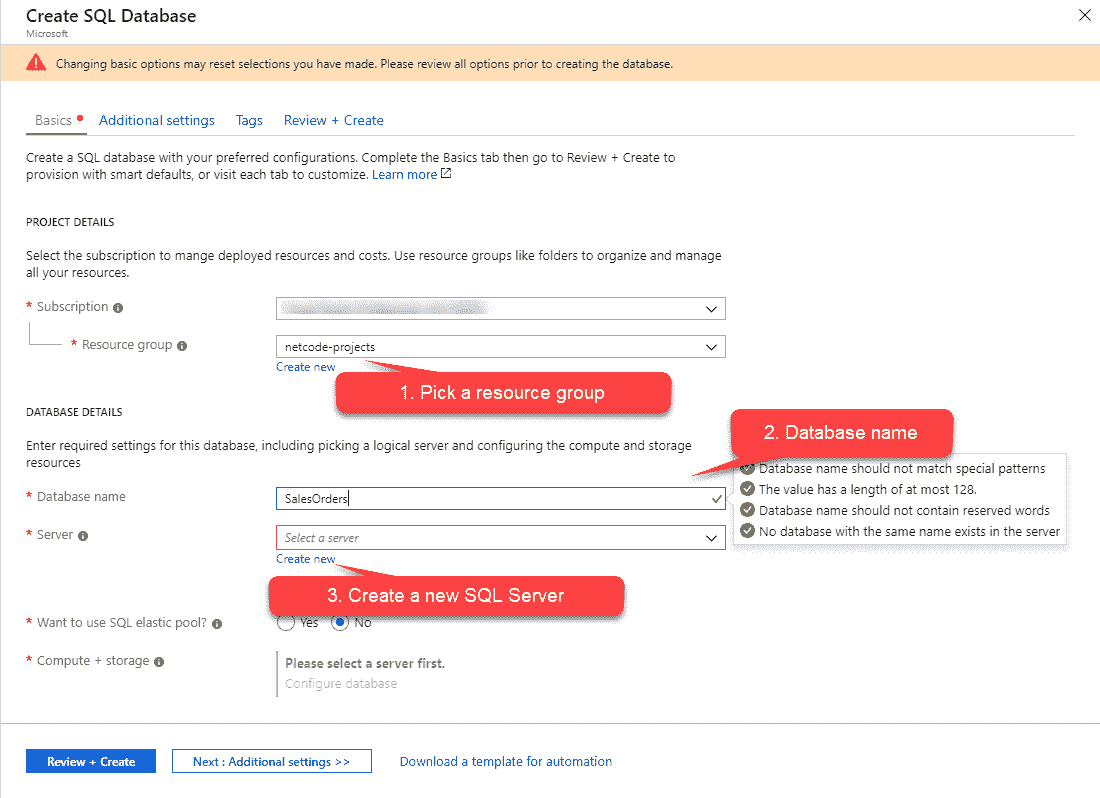 Create SQL Database
Microsoft
Changing basic options may reset selections you have made. Please review all options prior to creating the database.
Basics
Additional settings
Tags
Review + Create
Create a SQL database with your preferred configurations. Complete the Basics tab then go to Review + Create to
provision with smart defaults, or visit each tab to customize. Learn more
PROJECT DETAILS
Select the subscription to mange deployed resources and costs. Use resource groups like folders to organize and manage
all your resources.
* Subscription
* Resource group
netcode-projects
Create new
1. Pick a resource group
DATABASE DETAILS
Enter required settings for this database, including picking a logical server and configuring the compute and storage
resources
2. Database name
Database name should not match special patterns
The value has a length of at most 128.
Database name should not contain reserved words
No database with the same name exists in the server
* Database name
SalesOrders
* Server
Select a server
Create new
3. Create a new SQL Server
* Want to use SQL elastic pool?
Yes
No
* Compute + storage
Please select a server first.
Configure database
Review + Create
Next : Additional settings >>
Download a template for automation